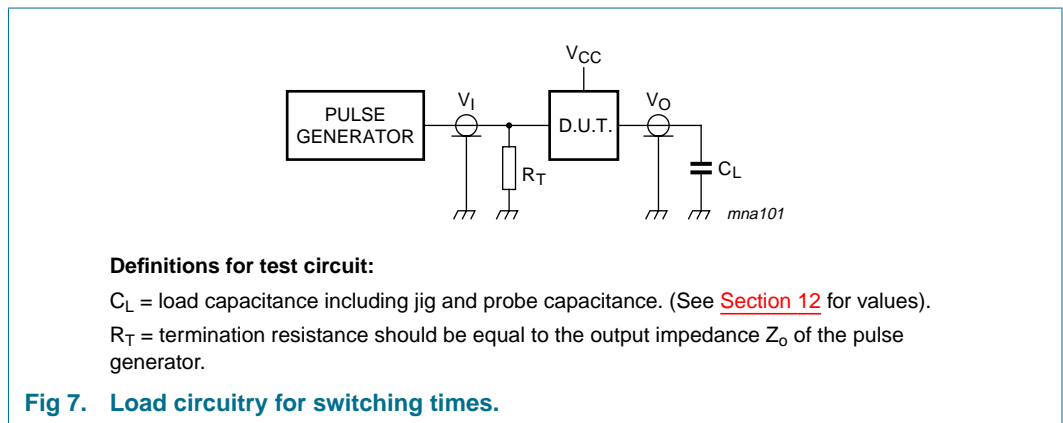 VCC
PULSE
GENERATOR
VI
D.U.T.
VO
RT
CL
mna101
Definitions for test circuit:
CL = load capacitance including jig and probe capacitance. (See Section 12 for values).
RT = termination resistance should be equal to the output impedance Zo of the pulse
generator.
Fig 7. Load circuitry for switching times.